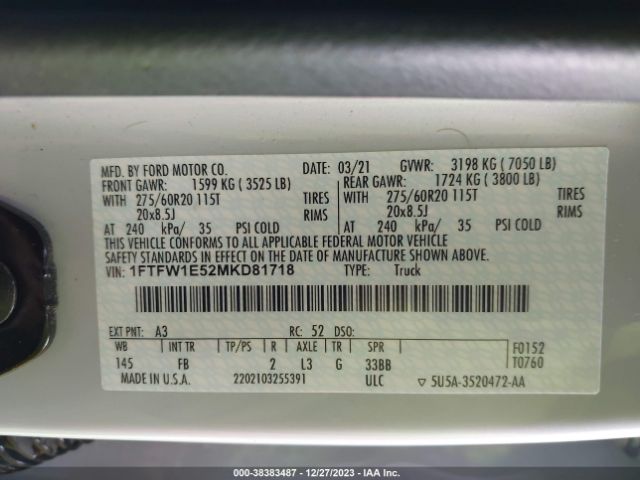 MFD. BY FORD MOTOR CO. DATE: 03/21 GVWR: 3198 KG ( 7050 LB)
FRONT GAWR: 1599 KG ( 3525 LB) REAR GAWR: 1724 KG ( 3800 LB)
WITH 275/60R20 115T TIRES WITH 275/60R20 115T TIRES
20x8.5J RIMS 20x8.5J RIMS
AT 240 kPa/ 35 PSI COLD AT 240 kPa/ 35 PSI COLD
THIS VEHICLE CONFORMS TO ALL APPLICABLE FEDERAL MOTOR VEHICLE
SAFETY STANDARDS IN EFFECT ON THE DATE OF MANUFACTURE SHOWN ABOVE.
VIN: 1FTFW1E52MKD81718 TYPE: Truck
EXT PNT: A3 RC: 52 DSO:
WB INT TR TP/PS R AXLE TR SPR F0152
145 FB 2 L3 G 33BB T0760
MADE IN U.S.A. 2202103255391 ULC ▽ 5U5A-3520472-AA
000-38383487 - 12/27/2023 - IAA Inc.